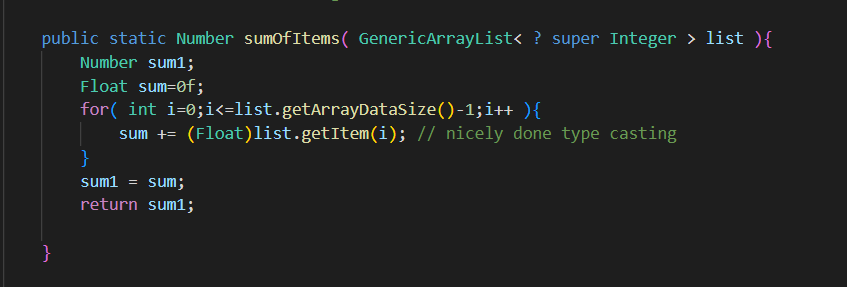 public static Number sumOfItems( GenericArrayList< ? super Integer > list ){
Number sum1;
Float sum=0f;
for( int i=0;i<=list.getArrayDataSize()-1;i++ ){
sum += (Float)list.getItem(i); // nicely done type casting
}
sum1 = sum;
return sum1;
}